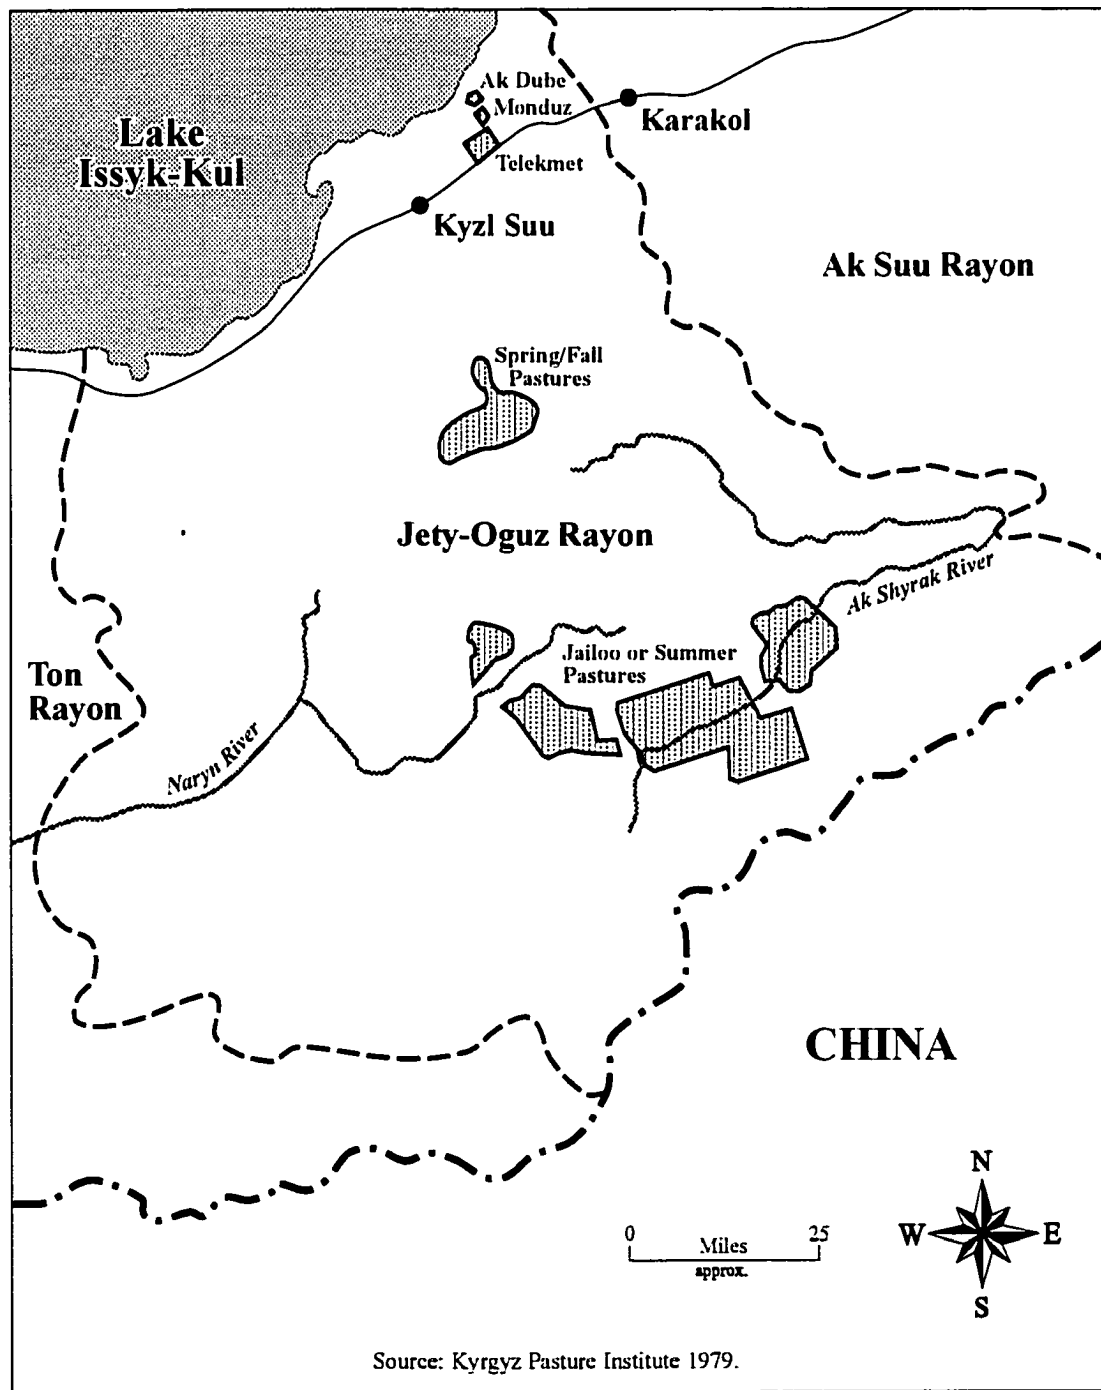 Ak Dube
Monduz
Karakol
Lake
Issyk-Kul
Telekmet
Kyzl Suu
Ak Suu Rayon
Spring/Fall
Pastures
Jety-Oguz Rayon
Ak Shyrak River
Jailoo or Summer
Pastures
Ton
Rayon
Naryn River
CHINA
N
W
E
S
0
25
Miles
approx.
Source: Kyrgyz Pasture Institute 1979.